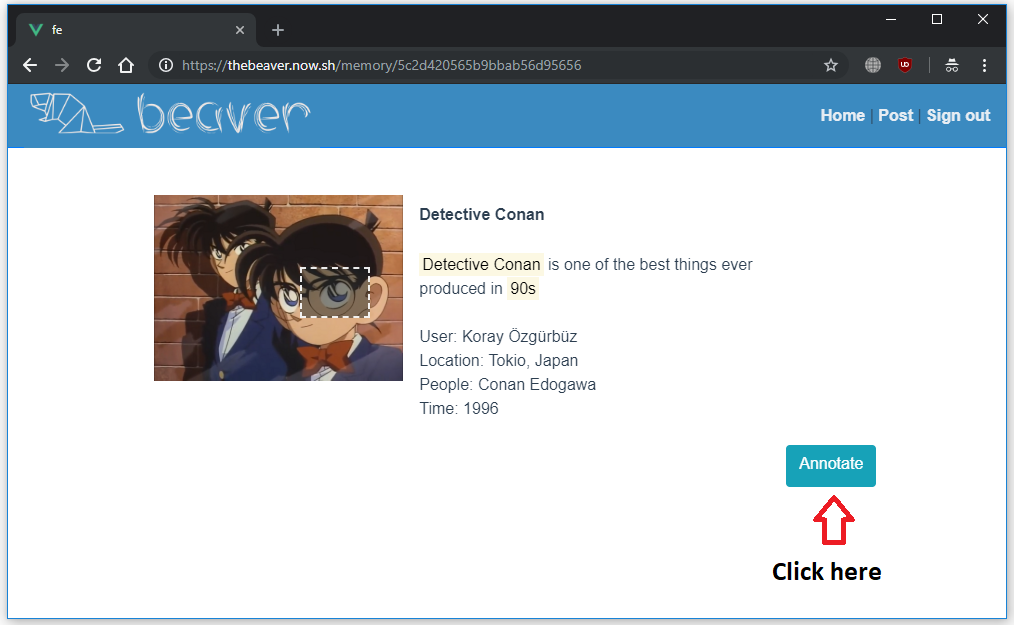 fe
https://thebeaver.now.sh/memory/5c2d420565b9bbab56d95656
beaver
Home | Post | Sign out
Detective Conan
Detective Conan is one of the best things ever
produced in 90s
User: Koray Özgürbüz
Location: Tokio, Japan
People: Conan Edogawa
Time: 1996
Annotate
Click here